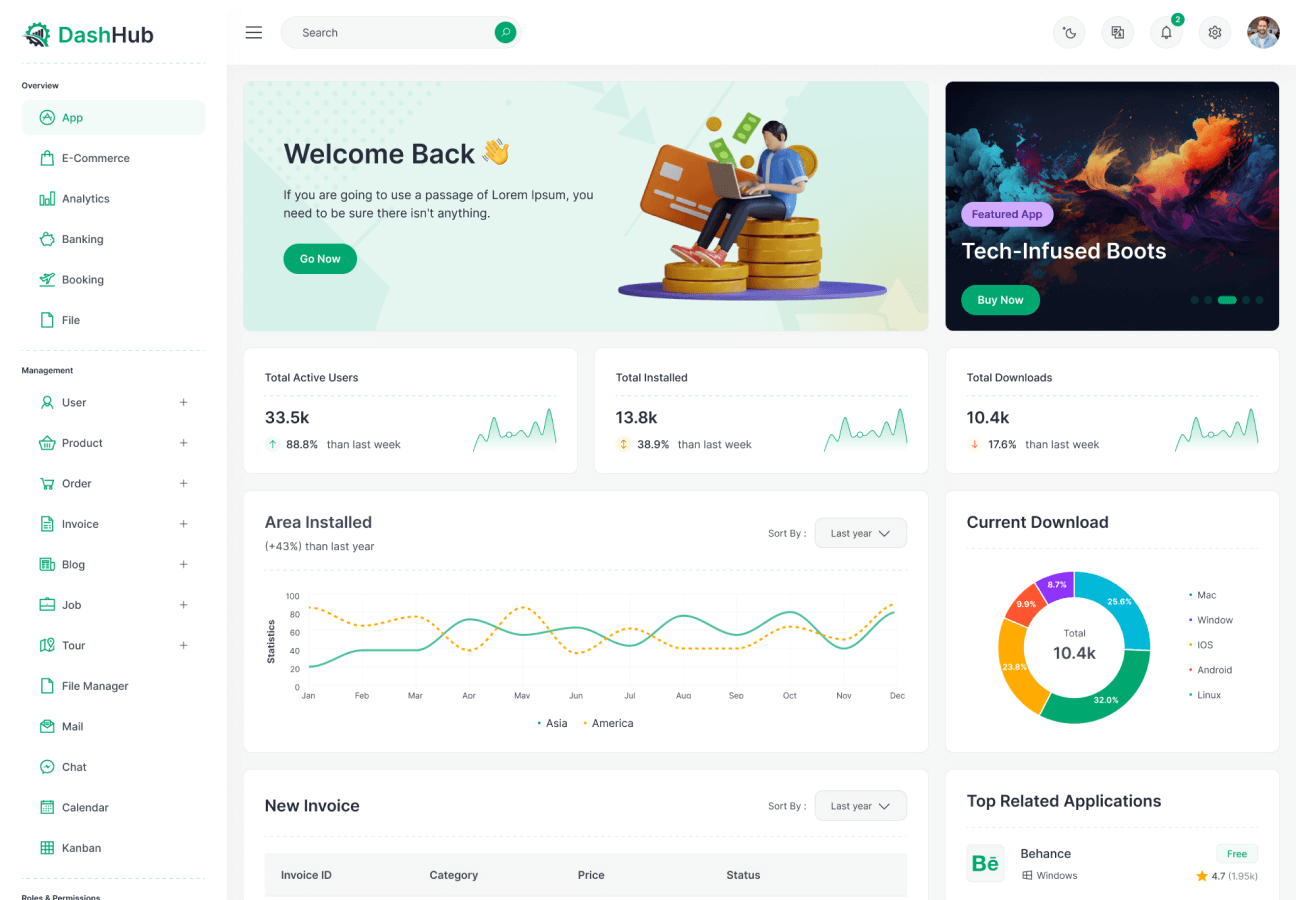 DashHub
Search
2
Overview
App
E-Commerce
Analytics
Banking
Booking
File
Management
User
Product
Order
Invoice
Blog
Job
Tour
File Manager
Mail
Chat
Calendar
Kanban
Roles & Permissions
Welcome Back
If you are going to use a passage of Lorem Ipsum, you
need to be sure there isn't anything.
Go Now
Featured App
Tech-Infused Boots
Buy Now
Total Active Users
33.5k
88.8% than last week
Total Installed
13.8k
38.9% than last week
Total Downloads
10.4k
17.6% than last week
Area Installed
(+43%) than last year
Sort By :
Last year
Statistics
100
80
60
40
20
0
Jan Feb Mar Apr May Jun Jul Aug Sep Oct Nov Dec
Asia America
Current Download
8.7%
25.6%
9.9%
23.8%
32.0%
Total
10.4k
Mac
Window
IOS
Android
Linux
New Invoice
Sort By :
Last year
Invoice ID Category Price Status
Top Related Applications
Bē
Behance
Free
Windows
4.7 (1.95k)